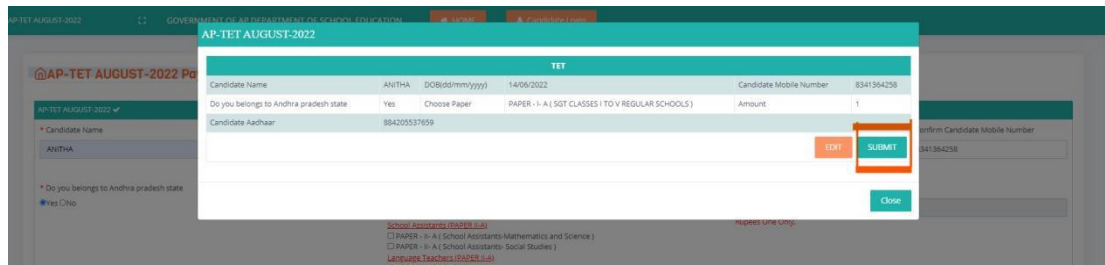 AP-TET AUGUST-2022 GOVERNMENT OF AP DEPARTMENT OF SCHOOL EDUCATION HOME Candidate Login
AP-TET AUGUST-2022
AP-TET AUGUST-2022 Pa
TET
Candidate Name ANITHA DOB(dd/mm/yyyy) 14/06/2022 Candidate Mobile Number 8341364258
Do you belongs to Andhra pradesh state Yes Choose Paper PAPER - I- A ( SGT CLASSES I TO V REGULAR SCHOOLS ) Amount 1
Candidate Aadhaar 884205537659
EDIT SUBMIT
Close
AP-TET AUGUST-2022
* Candidate Name
onfirm Candidate Mobile Number
ANITHA
341364258
* Do you belongs to Andhra pradesh state
Yes No
Rupees One Only.
School Assistants (PAPER II-A)
PAPER - II- A ( School Assistants-Mathematics and Science )
PAPER - II- A ( School Assistants- Social Studies )
Language Teachers (PAPER II-A)